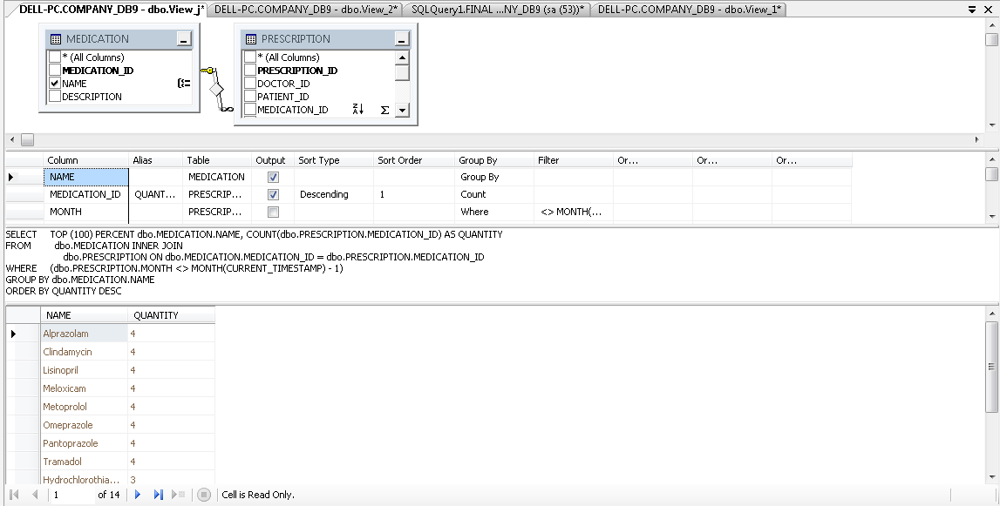 DELL-PC.COMPANY_DB9 - dbo.View_j* DELL-PC.COMPANY_DB9 - dbo.View_2* SQLQuery1.FINAL ...NY_DB9 (sa (53))* DELL-PC.COMPANY_DB9 - dbo.View_1*
MEDICATION
* (All Columns)
MEDICATION_ID
NAME
DESCRIPTION
PRESCRIPTION
* (All Columns)
PRESCRIPTION_ID
DOCTOR_ID
PATIENT_ID
MEDICATION_ID
Column Alias Table Output Sort Type Sort Order Group By Filter Or... Or... Or...
NAME MEDICATION Group By
MEDICATION_ID QUANT... PRESCRIP... Descending 1 Count
MONTH PRESCRIP... Where <> MONTH(...
SELECT TOP (100) PERCENT dbo.MEDICATION.NAME, COUNT(dbo.PRESCRIPTION.MEDICATION_ID) AS QUANTITY
FROM dbo.MEDICATION INNER JOIN
dbo.PRESCRIPTION ON dbo.MEDICATION.MEDICATION_ID = dbo.PRESCRIPTION.MEDICATION_ID
WHERE (dbo.PRESCRIPTION.MONTH <> MONTH(CURRENT_TIMESTAMP) - 1)
GROUP BY dbo.MEDICATION.NAME
ORDER BY QUANTITY DESC
NAME QUANTITY
Alprazolam 4
Clindamycin 4
Lisinopril 4
Meloxicam 4
Metoprolol 4
Omeprazole 4
Pantoprazole 4
Tramadol 4
Hydrochlorothia... 3
1 of 14 Cell is Read Only.